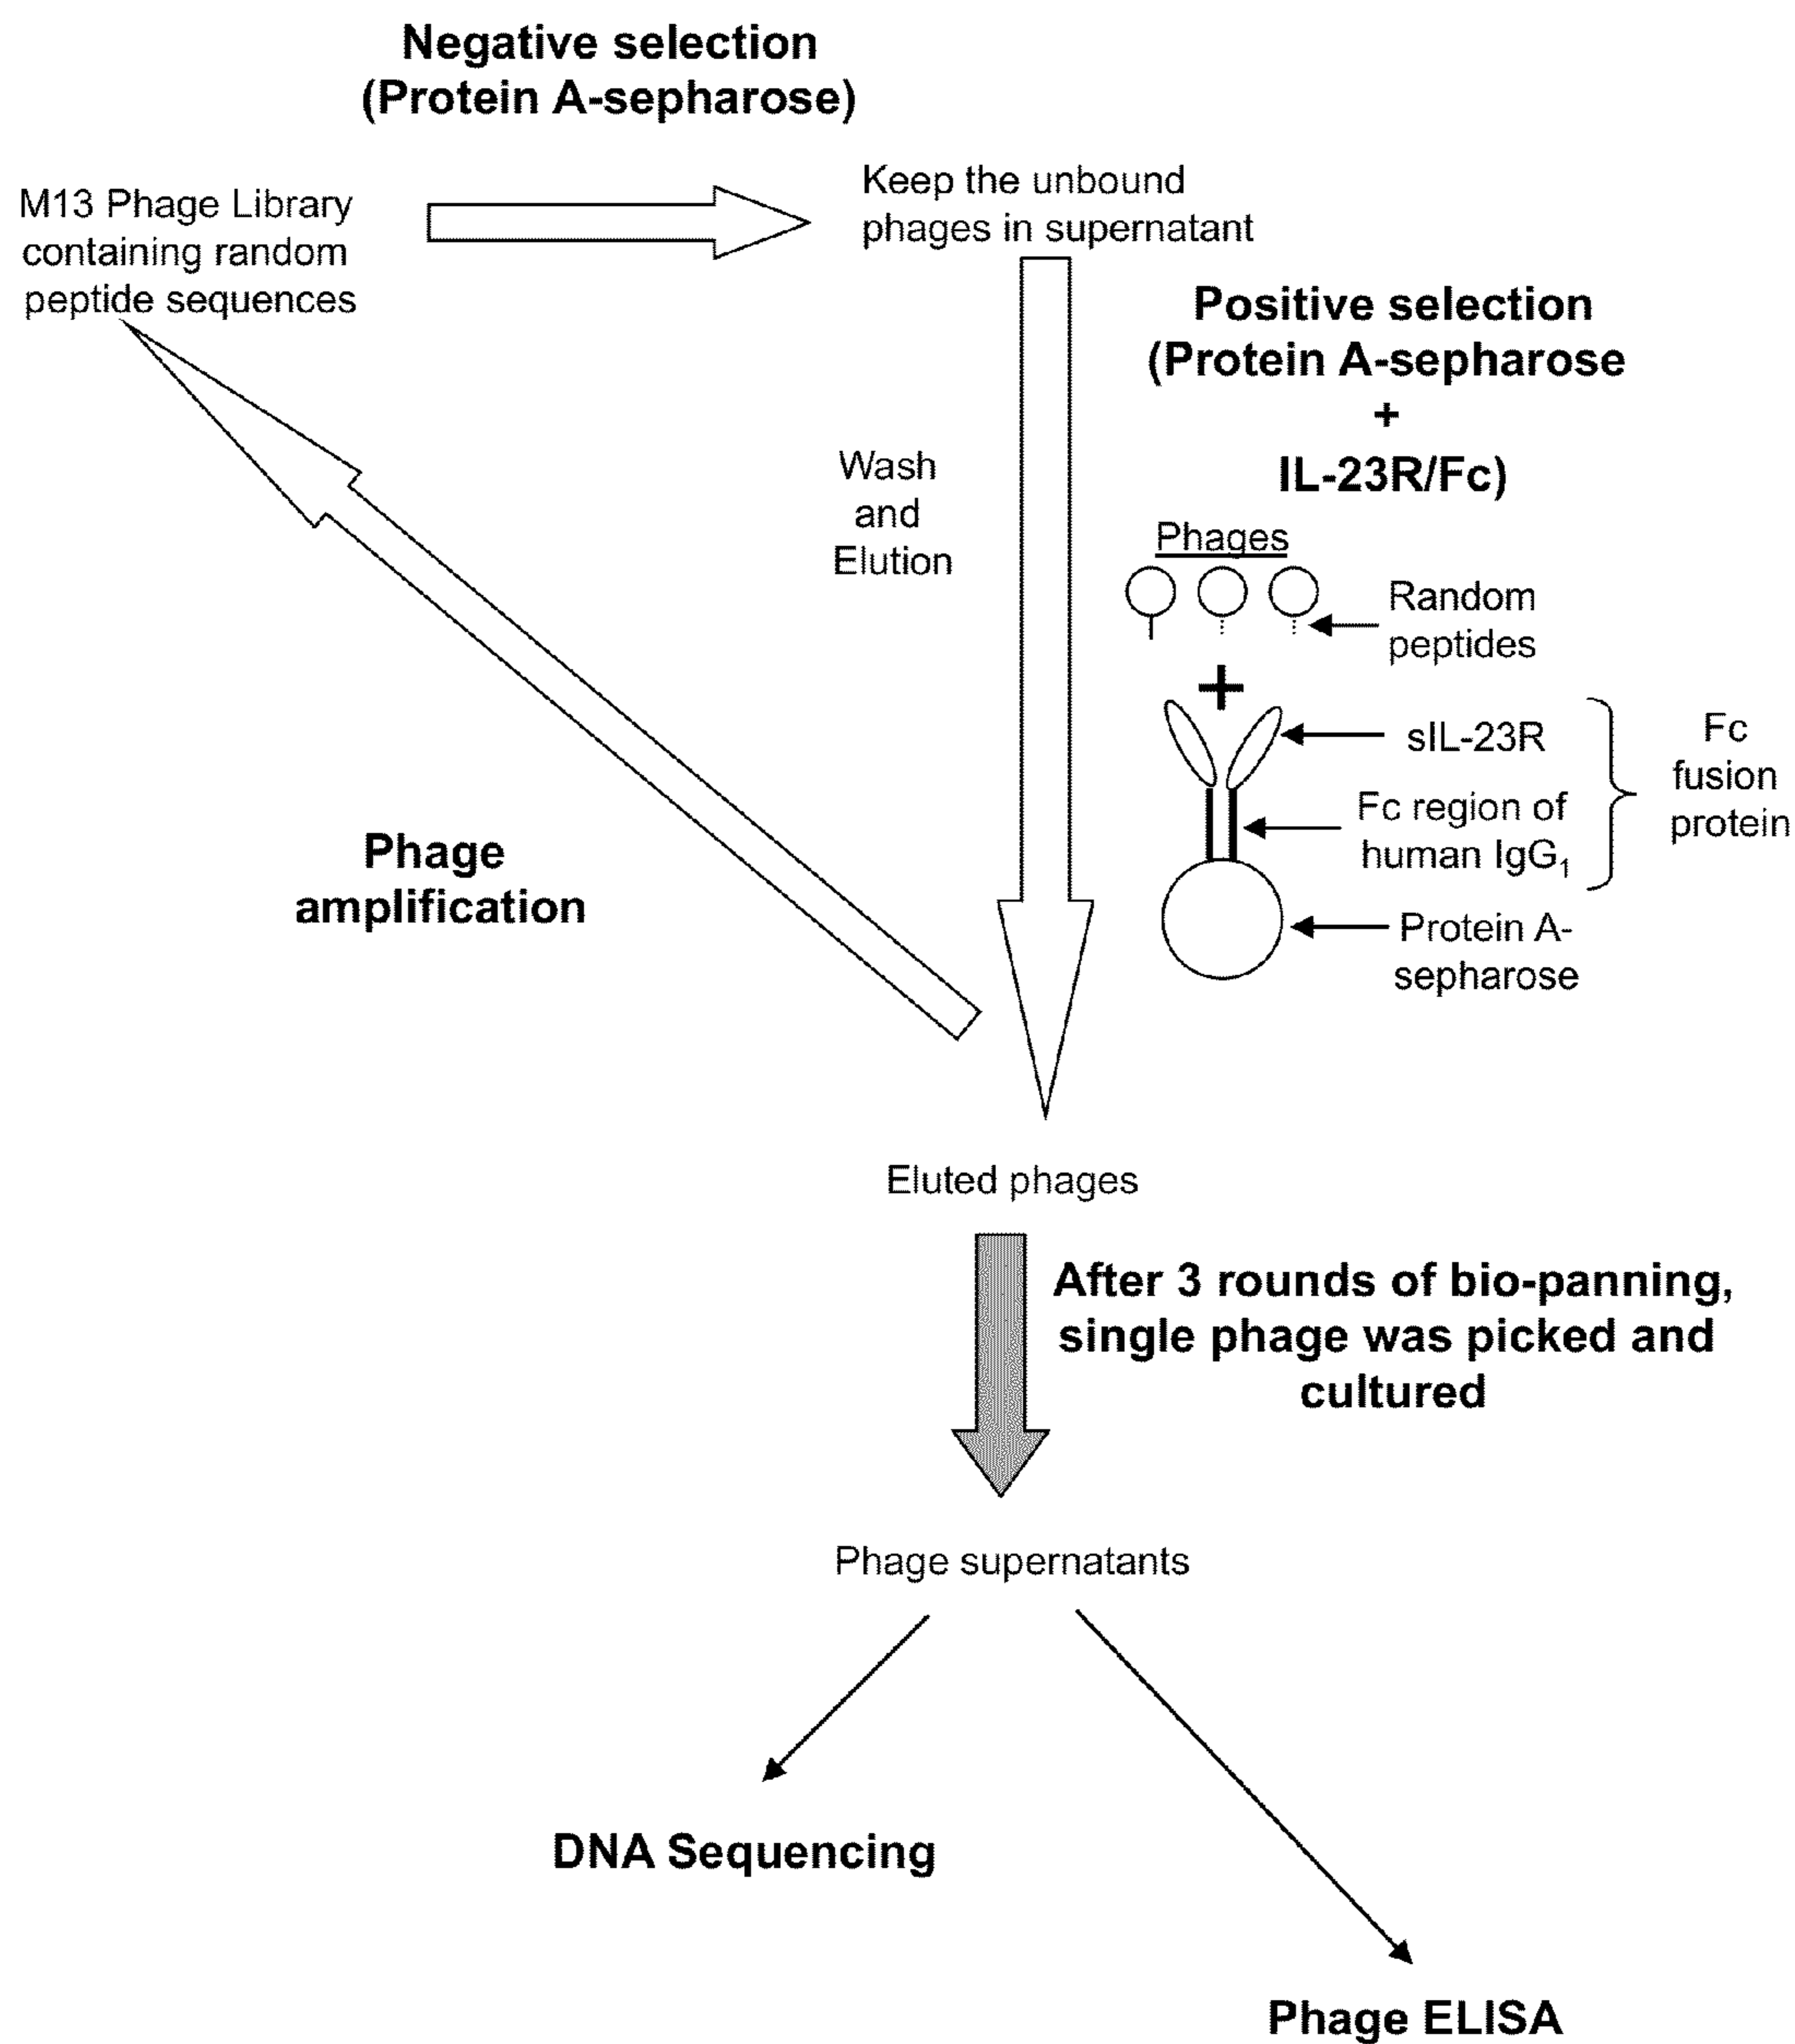 Negative selection
(Protein A-sepharose)
M13 Phage Library
containing random
peptide sequences
Keep the unbound
phages in supernatant
Positive selection
(Protein A-sepharose
+
IL-23R/Fc)
Wash
and
Elution
Phages
Random
peptides
+
sIL-23R
Fc region of
human IgG₁
Fc
fusion
protein
Protein A-
sepharose
Phage
amplification
Eluted phages
After 3 rounds of bio-panning,
single phage was picked and
cultured
Phage supernatants
DNA Sequencing
Phage ELISA